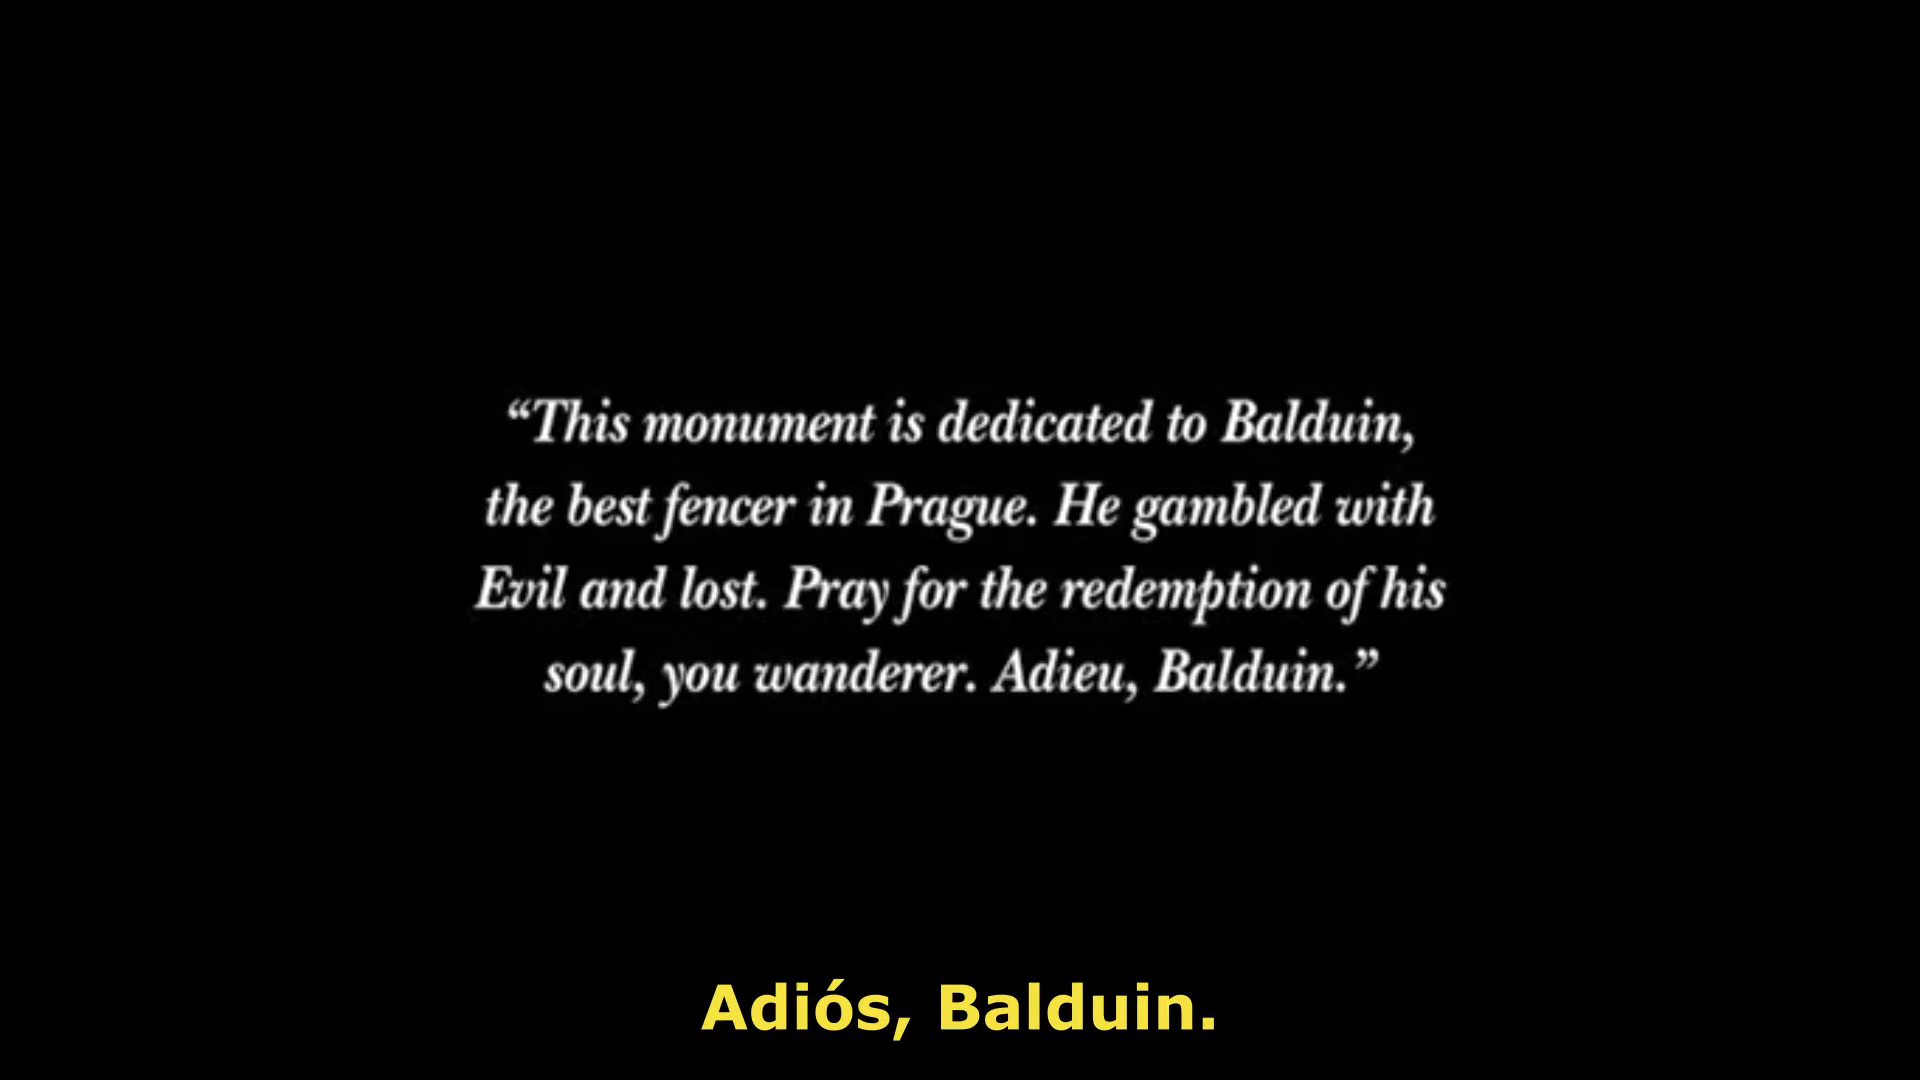 “This monument is dedicated to Balduin,
the best fencer in Prague. He gambled with
Evil and lost. Pray for the redemption of his
soul, you wanderer. Adieu, Balduin.”
Adiós, Balduin.